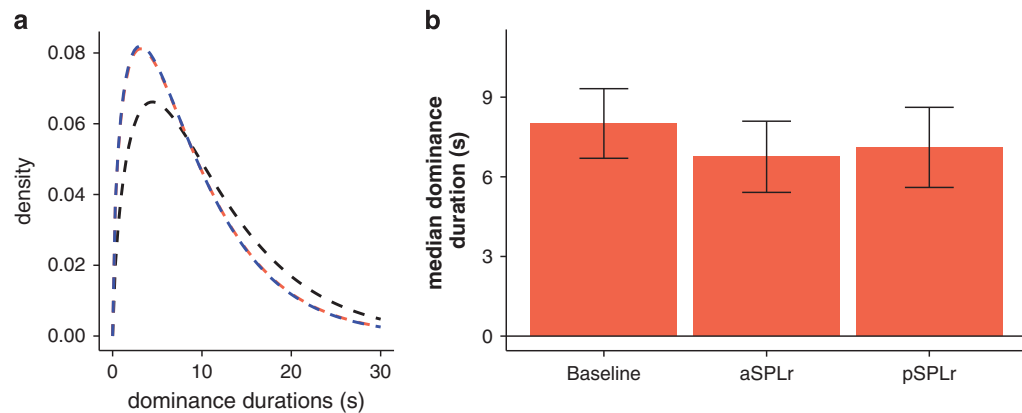 a
density
0.08
0.06
0.04
0.02
0.00
0 10 20 30
dominance durations (s)
b
median dominance
duration (s)
9
6
3
0
Baseline aSPLr pSPLr